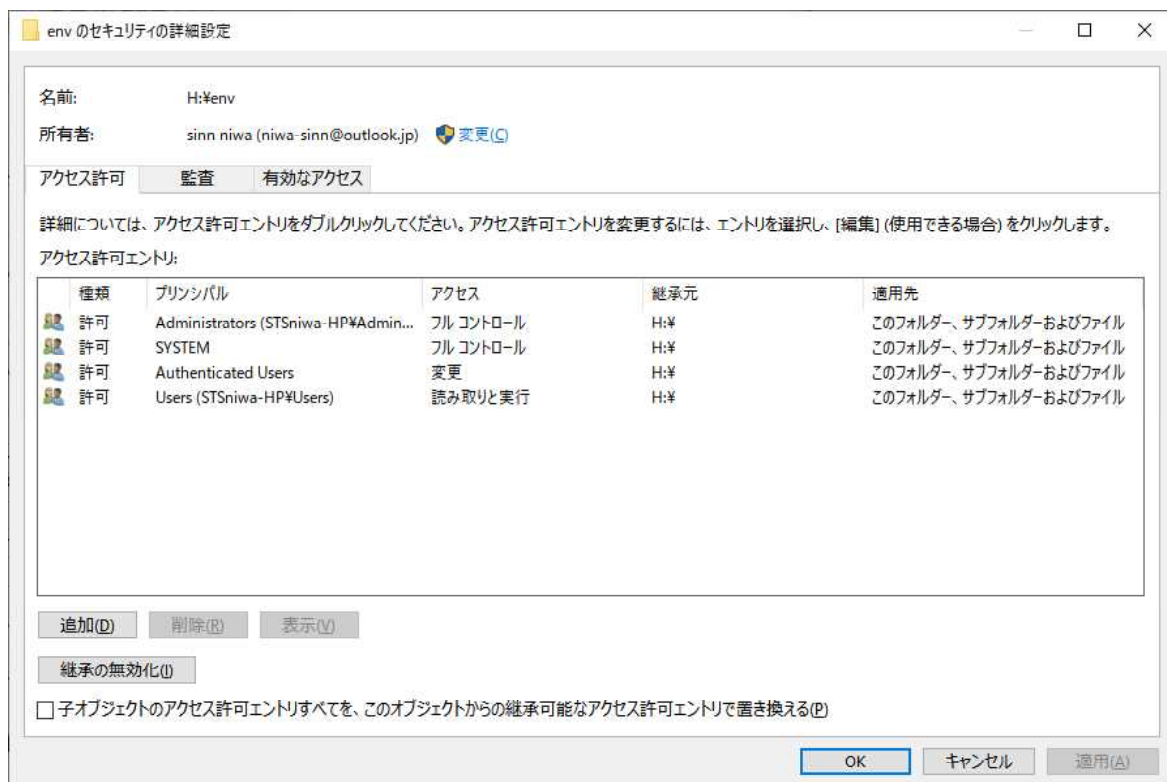 env のセキュリティの詳細設定
名前: H:¥env
所有者: sinn niwa (niwa-sinn@outlook.jp) 変更(C)
アクセス許可 監査 有効なアクセス
詳細については、アクセス許可エントリをダブルクリックしてください。アクセス許可エントリを変更するには、エントリを選択し、[編集] (使用できる場合) をクリックします。
アクセス許可エントリ:
種類 プリンシパル アクセス 継承元 適用先
許可 Administrators (STSniwa-HP¥Admin... フル コントロール H:¥ このフォルダー、サブフォルダーおよびファイル
許可 SYSTEM フル コントロール H:¥ このフォルダー、サブフォルダーおよびファイル
許可 Authenticated Users 変更 H:¥ このフォルダー、サブフォルダーおよびファイル
許可 Users (STSniwa-HP¥Users) 読み取りと実行 H:¥ このフォルダー、サブフォルダーおよびファイル
追加(D) 削除(R) 表示(V)
継承の無効化(I)
子オブジェクトのアクセス許可エントリすべてを、このオブジェクトからの継承可能なアクセス許可エントリで置き換える(P)
OK キャンセル 適用(A)